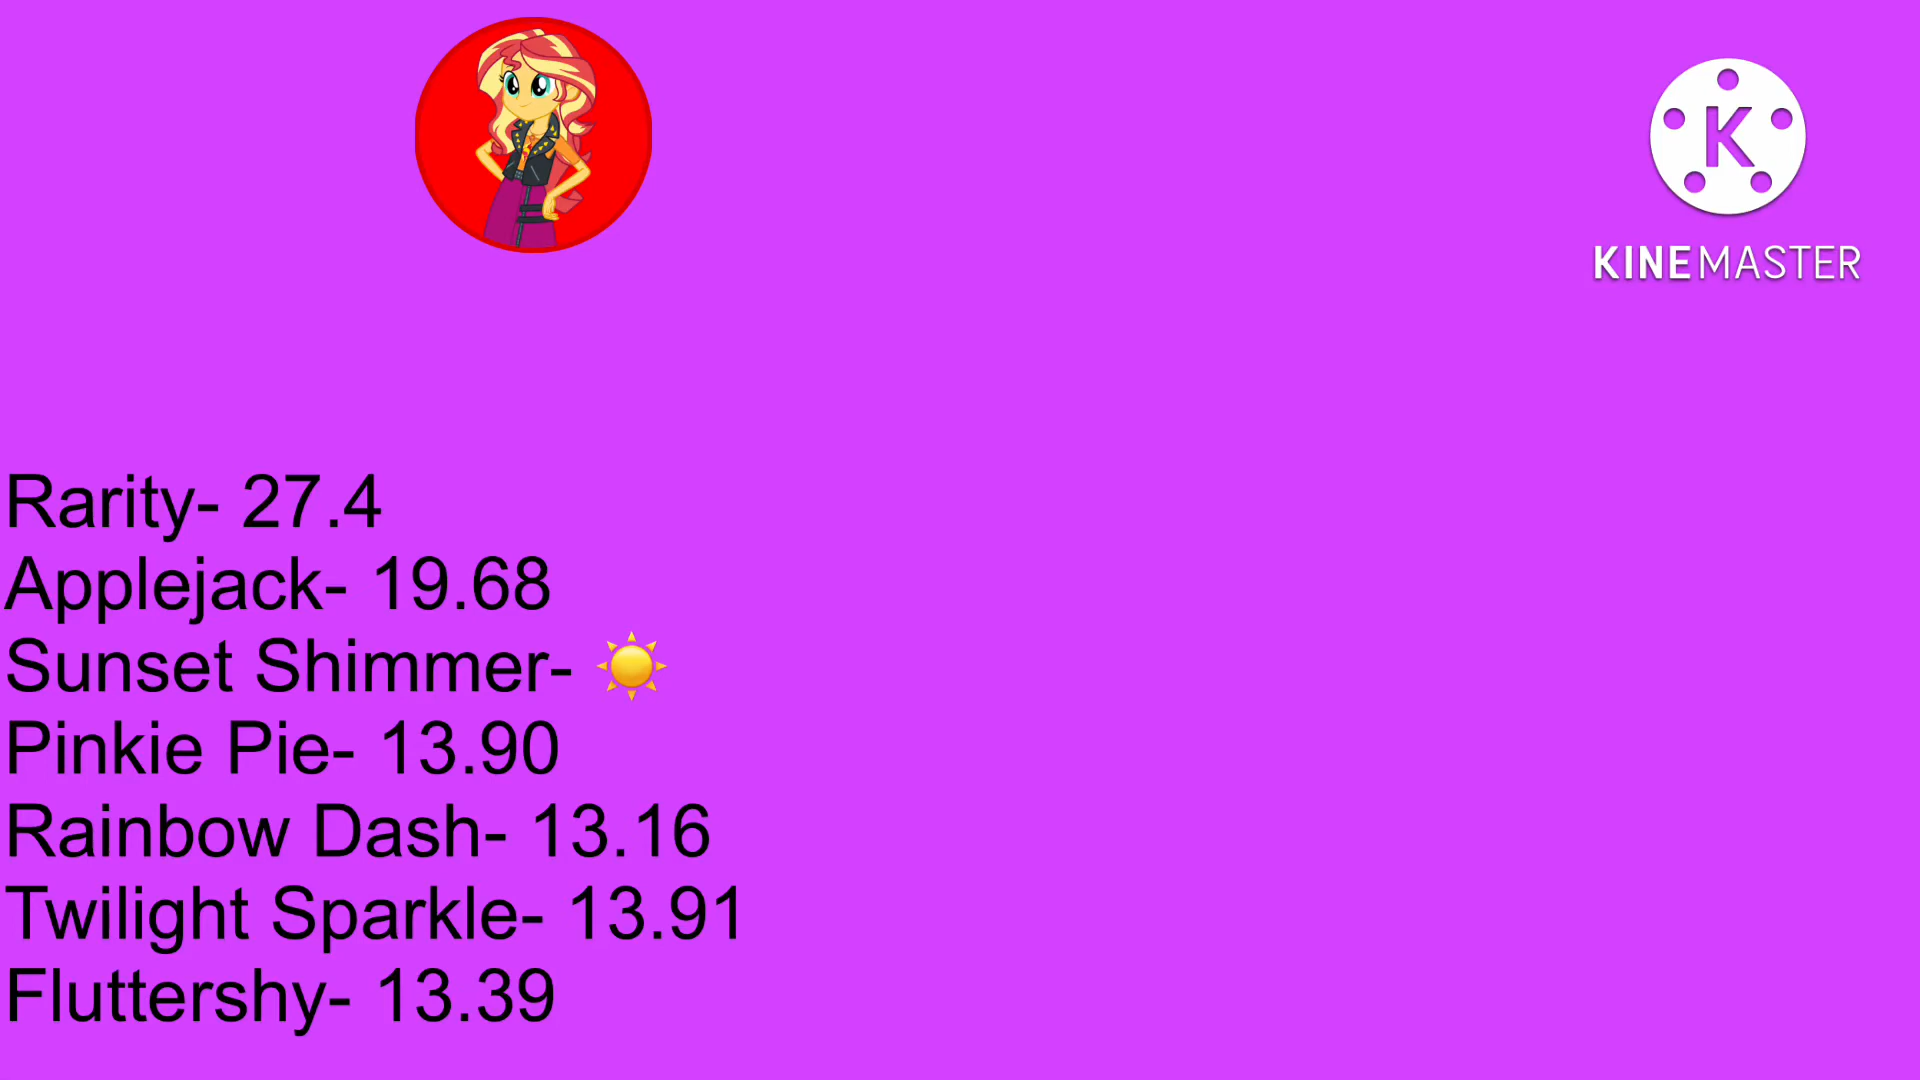 K
KINEMASTER
Rarity- 27.4
Applejack- 19.68
Sunset Shimmer- ☀️
Pinkie Pie- 13.90
Rainbow Dash- 13.16
Twilight Sparkle- 13.91
Fluttershy- 13.39